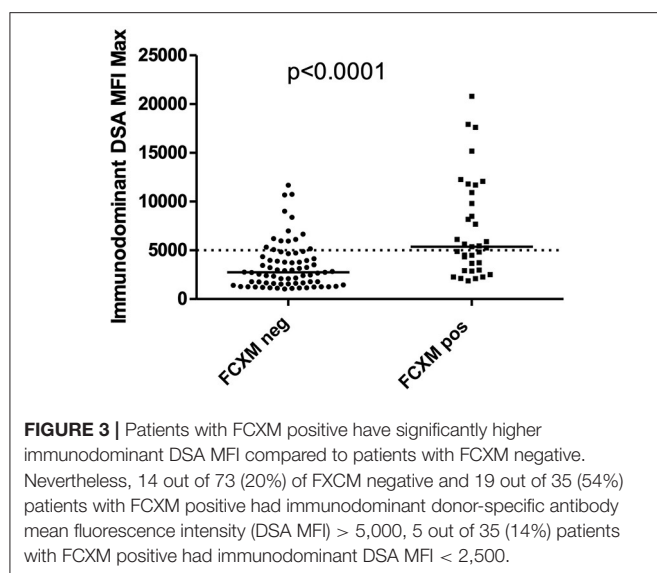 Immunodominant DSA MFI Max
25000
20000
15000
10000
5000
0
p<0.0001
FCXM neg
FCXM pos
FIGURE 3 | Patients with FCXM positive have significantly higher
immunodominant DSA MFI compared to patients with FCXM negative.
Nevertheless, 14 out of 73 (20%) of FXCM negative and 19 out of 35 (54%)
patients with FCXM positive had immunodominant donor-specific antibody
mean fluorescence intensity (DSA MFI) > 5,000, 5 out of 35 (14%) patients
with FCXM positive had immunodominant DSA MFI < 2,500.